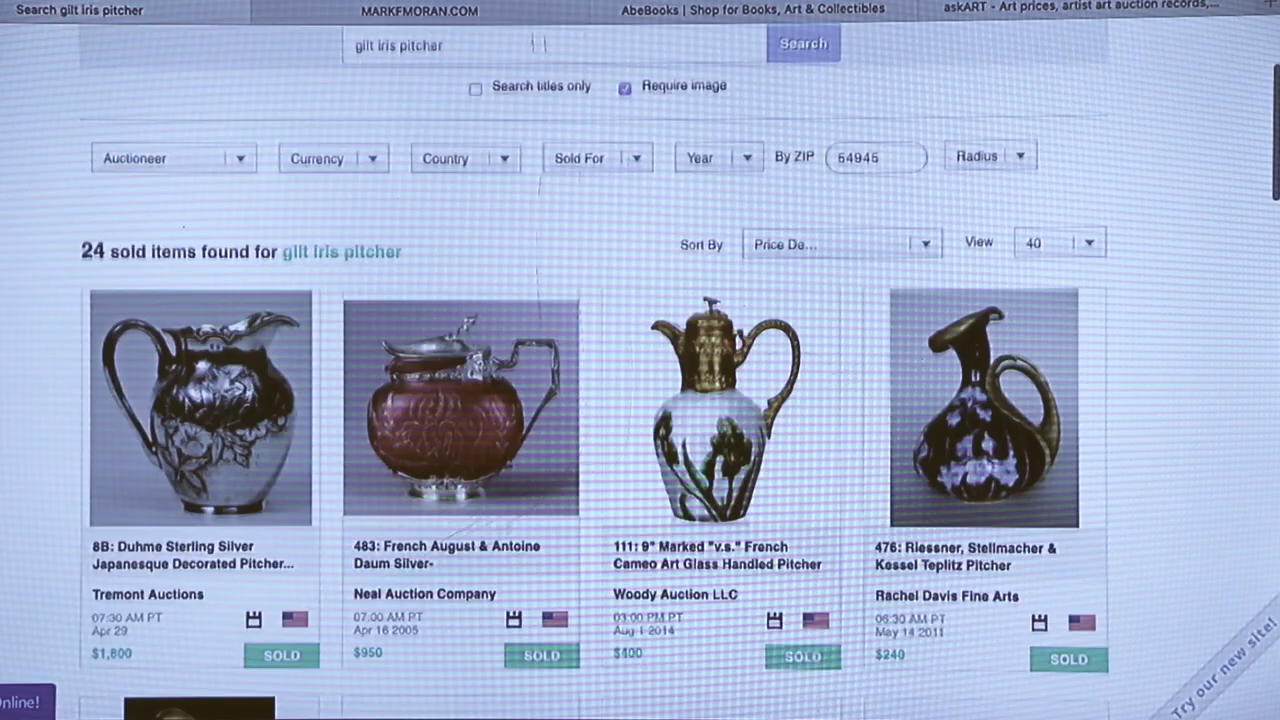 Search gilt iris pitcher
MARKFMORAN.COM
AbeBooks | Shop for Books, Art & Collectibles
askART - Art prices, artist art auction records,...
gilt iris pitcher
Search
Search titles only
Require image
Auctioneer
Currency
Country
Sold For
Year
By ZIP
54945
Radius
24 sold items found for gilt iris pitcher
Sort By
Price De...
View
40
8B: Duhme Sterling Silver
Japanesque Decorated Pitcher...
Tremont Auctions
07:30 AM PT
Apr 29
$1,800
SOLD
483: French August & Antoine
Daum Silver-
Neal Auction Company
07:00 AM PT
Apr 16 2005
$950
SOLD
111: 9" Marked "v.s." French
Cameo Art Glass Handled Pitcher
Woody Auction LLC
03:00 PM PT
Aug 1 2014
$400
SOLD
476: Riessner, Stellmacher &
Kessel Teplitz Pitcher
Rachel Davis Fine Arts
06:30 AM PT
May 14 2011
$240
SOLD
Online!
Try our new site!